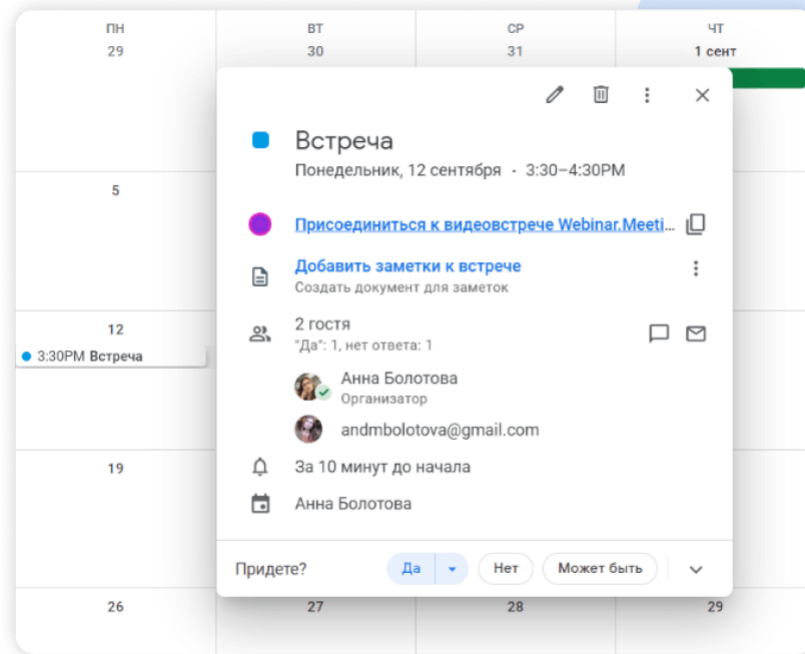 ПН ВТ СР ЧТ
29 30 31 1 сент
Встреча
Понедельник, 12 сентября · 3:30–4:30PM
5
Присоединиться к видеовстрече Webinar.Meeti...
Добавить заметки к встрече
Создать документ для заметок
12
2 гостя
"Да": 1, нет ответа: 1
3:30PM Встреча
Анна Болотова
Организатор
andmbolotova@gmail.com
19
За 10 минут до начала
Анна Болотова
Придете? Да Нет Может быть
26 27 28 29